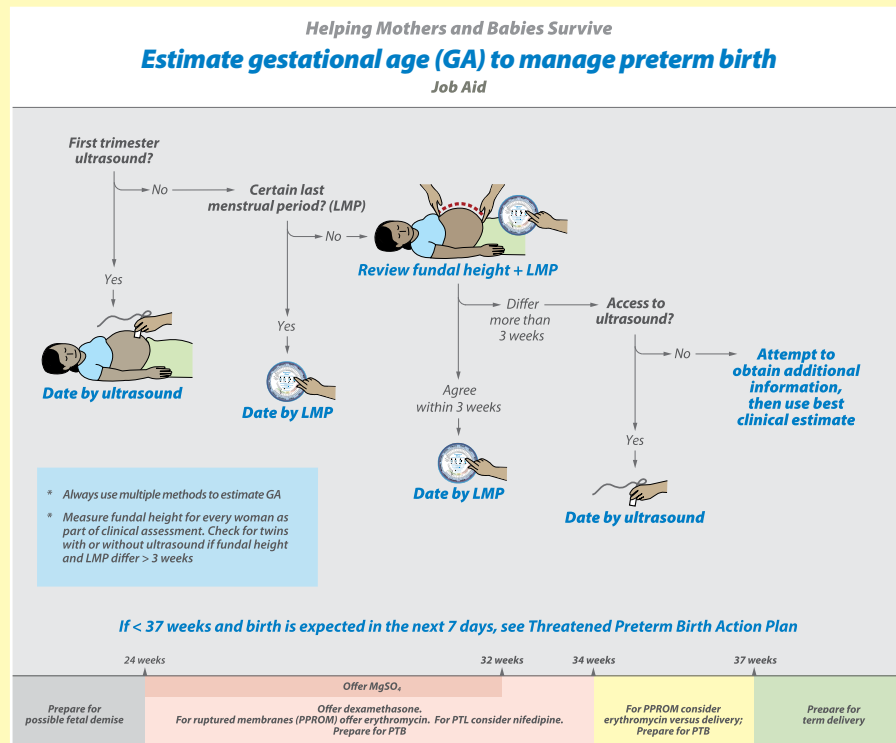 Helping Mothers and Babies Survive
Estimate gestational age (GA) to manage preterm birth
Job Aid
First trimester
ultrasound?
No
Certain last
menstrual period? (LMP)
No
Review fundal height + LMP
Yes
Date by ultrasound
Yes
Date by LMP
Differ
more than
3 weeks
Access to
ultrasound?
No
Attempt to
obtain additional
information,
then use best
clinical estimate
Agree
within 3 weeks
Date by LMP
Yes
Date by ultrasound
* Always use multiple methods to estimate GA
* Measure fundal height for every woman as
part of clinical assessment. Check for twins
with or without ultrasound if fundal height
and LMP differ > 3 weeks
If < 37 weeks and birth is expected in the next 7 days, see Threatened Preterm Birth Action Plan
24 weeks
32 weeks
34 weeks
37 weeks
Prepare for
possible fetal demise
Offer MgSO₄
Offer dexamethasone.
For ruptured membranes (PPROM) offer erythromycin. For PTL consider nifedipine.
Prepare for PTB
For PPROM consider
erythromycin versus delivery;
Prepare for PTB
Prepare for
term delivery